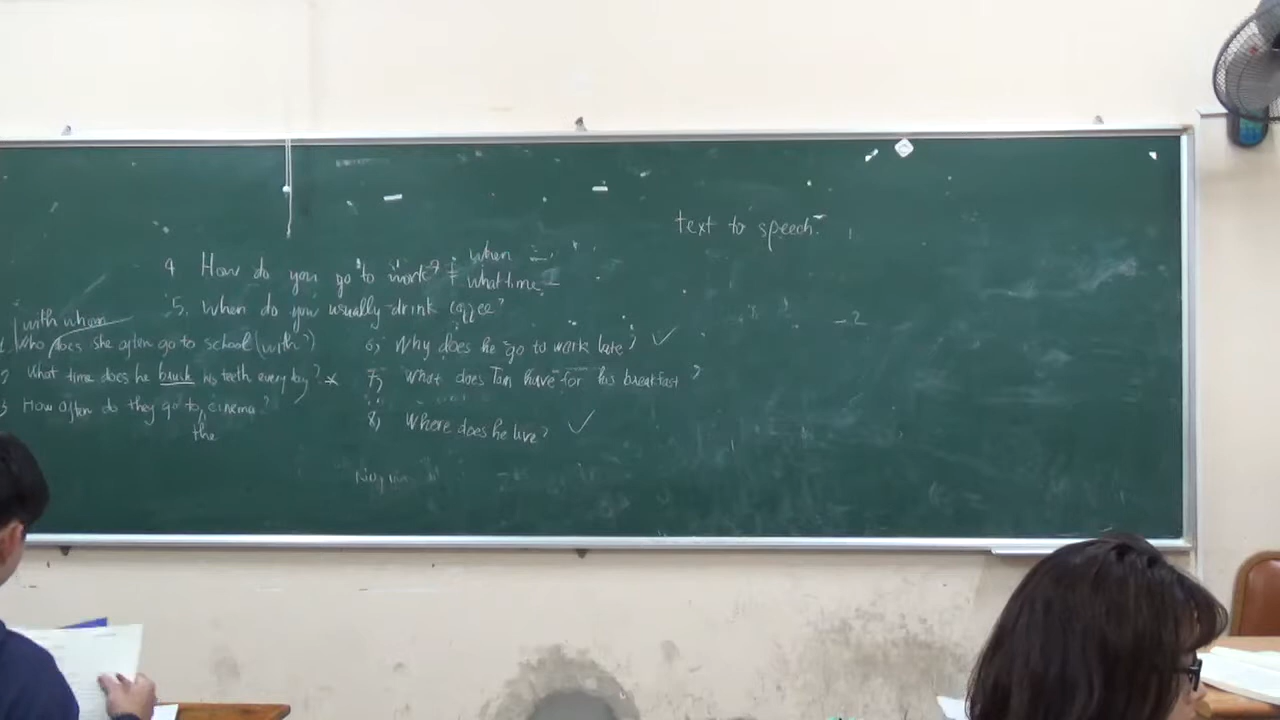 text to speech.
4 How do you go to work? ≠ when
what time
5. When do you usually drink coffee?
with whom
1. Who does she often go to school (with?)
2, What time does he brush his teeth every day?
3, How often do they go to cinema?
the
6, Why does he go to work late? ✓
7, What does Tan have for his breakfast?
8, Where does he live? ✓
-2